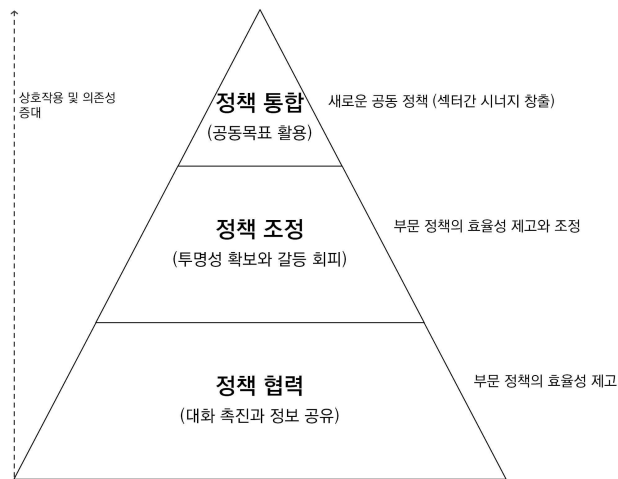 상호작용 및 의존성
증대
정책 통합
(공동목표 활용)
새로운 공동 정책 (섹터간 시너지 창출)
정책 조정
(투명성 확보와 갈등 회피)
부문 정책의 효율성 제고와 조정
정책 협력
(대화 촉진과 정보 공유)
부문 정책의 효율성 제고